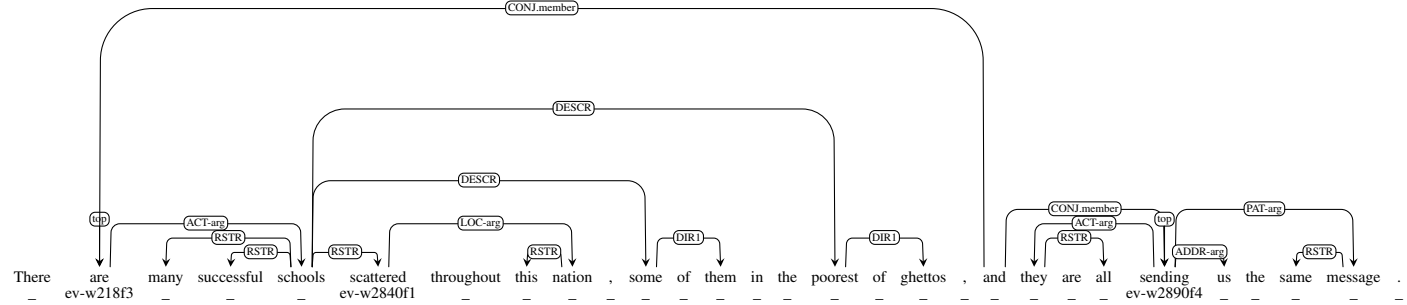 CONJ.member
DESCR
DESCR
top ACT-arg LOC-arg CONJ.member top PAT-arg
RSTR DIR1 DIR1 ACT-arg
RSTR RSTR RSTR RSTR ADDR-arg RSTR
There are many successful schools scattered throughout this nation , some of them in the poorest of ghettos , and they are all sending us the same message .
_ ev-w218f3 _ _ _ ev-w2840f1 _ _ _ _ _ _ _ _ _ _ _ _ _ _ _ _ _ ev-w2890f4 _ _ _ _ _